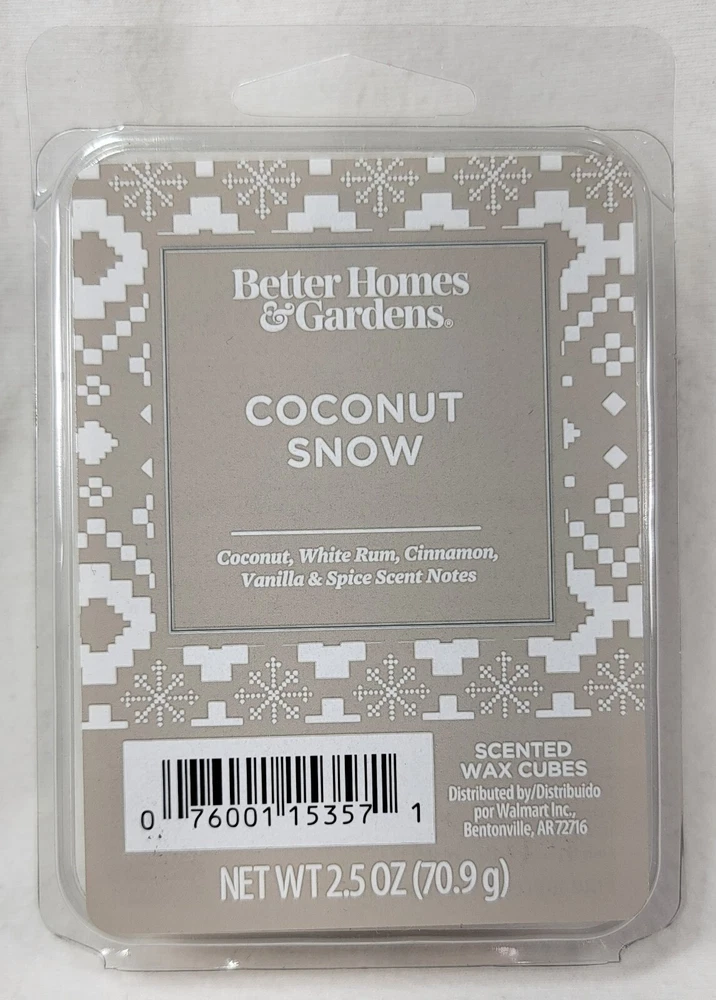 Better Homes
&Gardens®
COCONUT
SNOW
Coconut, White Rum, Cinnamon,
Vanilla & Spice Scent Notes
0 76001 15357 1
SCENTED
WAX CUBES
Distributed by/Distribuido
por Walmart Inc.,
Bentonville, AR 72716
NET WT 2.5 OZ (70.9 g)